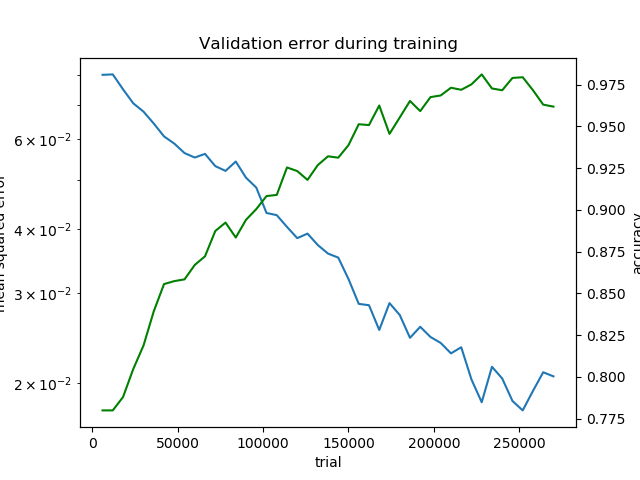 Validation error during training
6 × 10⁻²
4 × 10⁻²
3 × 10⁻²
2 × 10⁻²
mean squared error
0.975
0.950
0.925
0.900
0.875
0.850
0.825
0.800
0.775
accuracy
0
50000
100000
150000
200000
250000
trial